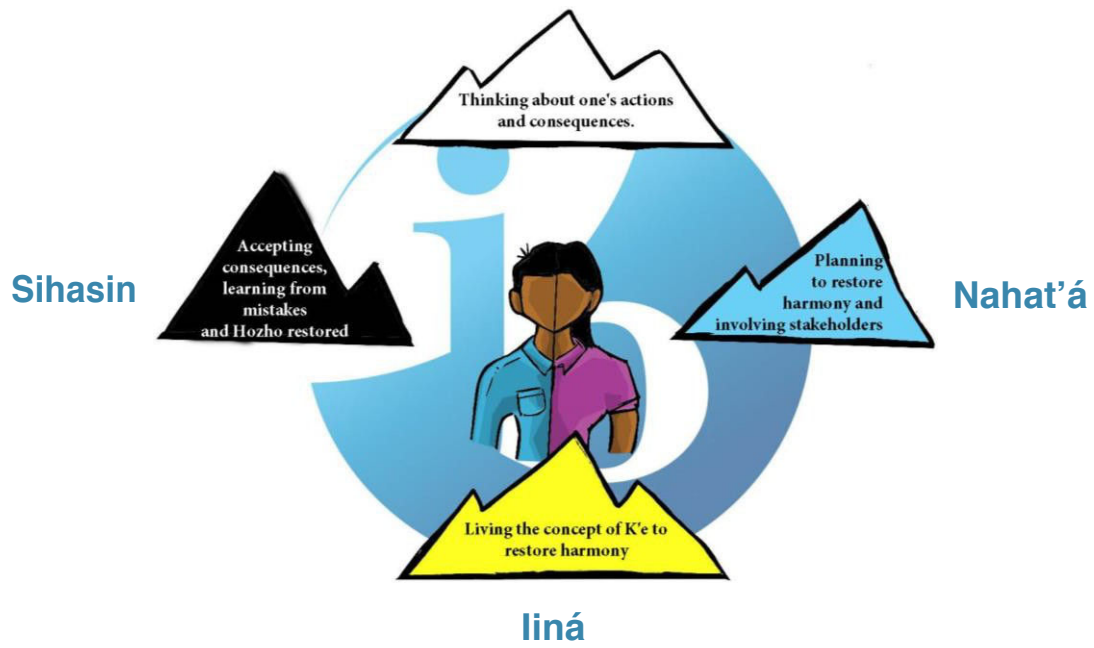 Thinking about one's actions
and consequences.
Accepting
consequences,
learning from
mistakes
and Hozho restored
Sihasin
Planning
to restore
harmony and
involving stakeholders
Nahat’á
Living the concept of K'e to
restore harmony
Iiná